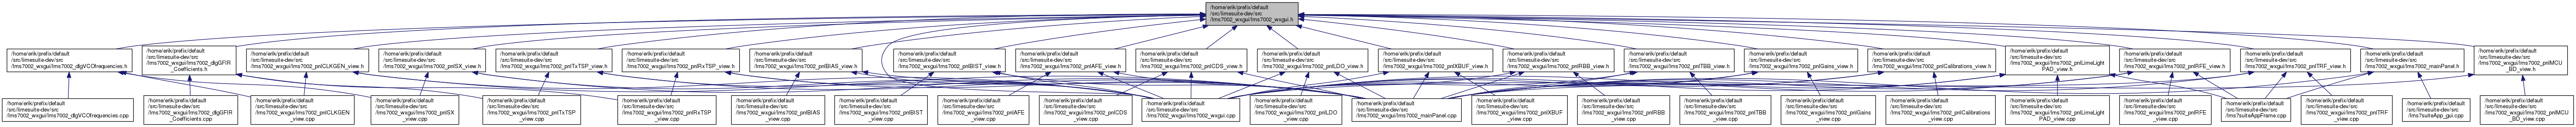 /home/erik/prefix/default
/src/limesuite-dev/src
/lms7002_wxgui/lms7002_wxgui.h
/home/erik/prefix/default
/src/limesuite-dev/src
/lms7002_wxgui/lms7002_dlgVCOfrequencies.h
/home/erik/prefix/default
/src/limesuite-dev/src
/lms7002_wxgui/lms7002_dlgGFIR
_Coefficients.h
/home/erik/prefix/default
/src/limesuite-dev/src
/lms7002_wxgui/lms7002_pnlCLKGEN_view.h
/home/erik/prefix/default
/src/limesuite-dev/src
/lms7002_wxgui/lms7002_pnlSX_view.h
/home/erik/prefix/default
/src/limesuite-dev/src
/lms7002_wxgui/lms7002_pnlTxTSP_view.h
/home/erik/prefix/default
/src/limesuite-dev/src
/lms7002_wxgui/lms7002_pnlRxTSP_view.h
/home/erik/prefix/default
/src/limesuite-dev/src
/lms7002_wxgui/lms7002_pnlBIAS_view.h
/home/erik/prefix/default
/src/limesuite-dev/src
/lms7002_wxgui/lms7002_pnlBIST_view.h
/home/erik/prefix/default
/src/limesuite-dev/src
/lms7002_wxgui/lms7002_pnlAFE_view.h
/home/erik/prefix/default
/src/limesuite-dev/src
/lms7002_wxgui/lms7002_pnlCDS_view.h
/home/erik/prefix/default
/src/limesuite-dev/src
/lms7002_wxgui/lms7002_pnlLDO_view.h
/home/erik/prefix/default
/src/limesuite-dev/src
/lms7002_wxgui/lms7002_pnlXBUF_view.h
/home/erik/prefix/default
/src/limesuite-dev/src
/lms7002_wxgui/lms7002_pnlRBB_view.h
/home/erik/prefix/default
/src/limesuite-dev/src
/lms7002_wxgui/lms7002_pnlTBB_view.h
/home/erik/prefix/default
/src/limesuite-dev/src
/lms7002_wxgui/lms7002_pnlGains_view.h
/home/erik/prefix/default
/src/limesuite-dev/src
/lms7002_wxgui/lms7002_pnlCalibrations_view.h
/home/erik/prefix/default
/src/limesuite-dev/src
/lms7002_wxgui/lms7002_pnlLimeLight
PAD_view.h
/home/erik/prefix/default
/src/limesuite-dev/src
/lms7002_wxgui/lms7002_pnlRFE_view.h
/home/erik/prefix/default
/src/limesuite-dev/src
/lms7002_wxgui/lms7002_pnlTRF_view.h
/home/erik/prefix/default
/src/limesuite-dev/src
/lms7002_wxgui/lms7002_mainPanel.h
/home/erik/prefix/default
/src/limesuite-dev/src
/lms7002_wxgui/lms7002_pnlMCU
_BD_view.h
/home/erik/prefix/default
/src/limesuite-dev/src
/lms7002_wxgui/lms7002_dlgVCOfrequencies.cpp
/home/erik/prefix/default
/src/limesuite-dev/src
/lms7002_wxgui/lms7002_dlgGFIR
_Coefficients.cpp
/home/erik/prefix/default
/src/limesuite-dev/src
/lms7002_wxgui/lms7002_pnlCLKGEN
_view.cpp
/home/erik/prefix/default
/src/limesuite-dev/src
/lms7002_wxgui/lms7002_pnlSX
_view.cpp
/home/erik/prefix/default
/src/limesuite-dev/src
/lms7002_wxgui/lms7002_pnlTxTSP
_view.cpp
/home/erik/prefix/default
/src/limesuite-dev/src
/lms7002_wxgui/lms7002_pnlRxTSP
_view.cpp
/home/erik/prefix/default
/src/limesuite-dev/src
/lms7002_wxgui/lms7002_pnlBIAS
_view.cpp
/home/erik/prefix/default
/src/limesuite-dev/src
/lms7002_wxgui/lms7002_pnlBIST
_view.cpp
/home/erik/prefix/default
/src/limesuite-dev/src
/lms7002_wxgui/lms7002_pnlAFE
_view.cpp
/home/erik/prefix/default
/src/limesuite-dev/src
/lms7002_wxgui/lms7002_pnlCDS
_view.cpp
/home/erik/prefix/default
/src/limesuite-dev/src
/lms7002_wxgui/lms7002_wxgui.cpp
/home/erik/prefix/default
/src/limesuite-dev/src
/lms7002_wxgui/lms7002_pnlLDO
_view.cpp
/home/erik/prefix/default
/src/limesuite-dev/src
/lms7002_wxgui/lms7002_mainPanel.cpp
/home/erik/prefix/default
/src/limesuite-dev/src
/lms7002_wxgui/lms7002_pnlXBUF
_view.cpp
/home/erik/prefix/default
/src/limesuite-dev/src
/lms7002_wxgui/lms7002_pnlRBB
_view.cpp
/home/erik/prefix/default
/src/limesuite-dev/src
/lms7002_wxgui/lms7002_pnlTBB
_view.cpp
/home/erik/prefix/default
/src/limesuite-dev/src
/lms7002_wxgui/lms7002_pnlGains
_view.cpp
/home/erik/prefix/default
/src/limesuite-dev/src
/lms7002_wxgui/lms7002_pnlCalibrations
_view.cpp
/home/erik/prefix/default
/src/limesuite-dev/src
/lms7002_wxgui/lms7002_pnlLimeLight
PAD_view.cpp
/home/erik/prefix/default
/src/limesuite-dev/src
/lms7002_wxgui/lms7002_pnlRFE
_view.cpp
/home/erik/prefix/default
/src/limesuite-dev/src
/lms7suiteAppFrame.cpp
/home/erik/prefix/default
/src/limesuite-dev/src
/lms7002_wxgui/lms7002_pnlTRF
_view.cpp
/home/erik/prefix/default
/src/limesuite-dev/src
/lms7suiteApp_gui.cpp
/home/erik/prefix/default
/src/limesuite-dev/src
/lms7002_wxgui/lms7002_pnlMCU
_BD_view.cpp